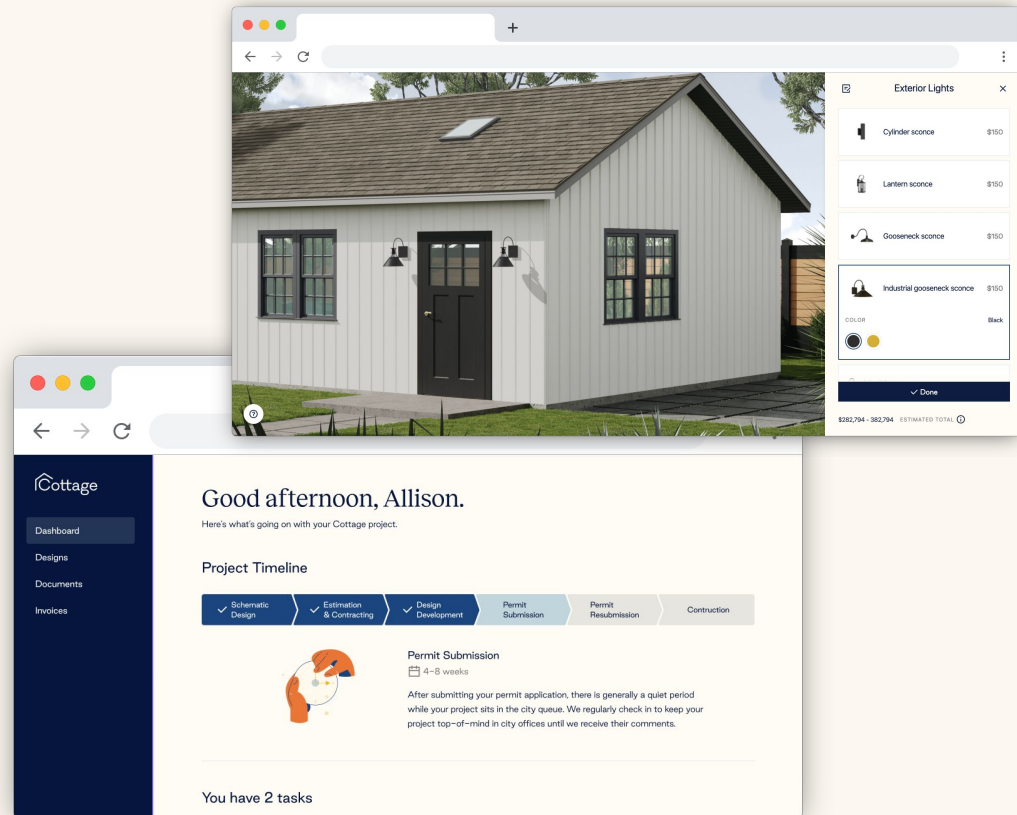 Exterior Lights
Cylinder sconce $150
Lantern sconce $150
Gooseneck sconce $150
Industrial gooseneck sconce $150
COLOR Black
Done
$282,794 - 382,794 ESTIMATED TOTAL
Cottage
Dashboard
Designs
Documents
Invoices
Good afternoon, Allison.
Here's what's going on with your Cottage project.
Project Timeline
Schematic
Design
Estimation
& Contracting
Design
Development
Permit
Submission
Permit
Resubmission
Contruction
Permit Submission
4-8 weeks
After submitting your permit application, there is generally a quiet period
while your project sits in the city queue. We regularly check in to keep your
project top-of-mind in city offices until we receive their comments.
You have 2 tasks